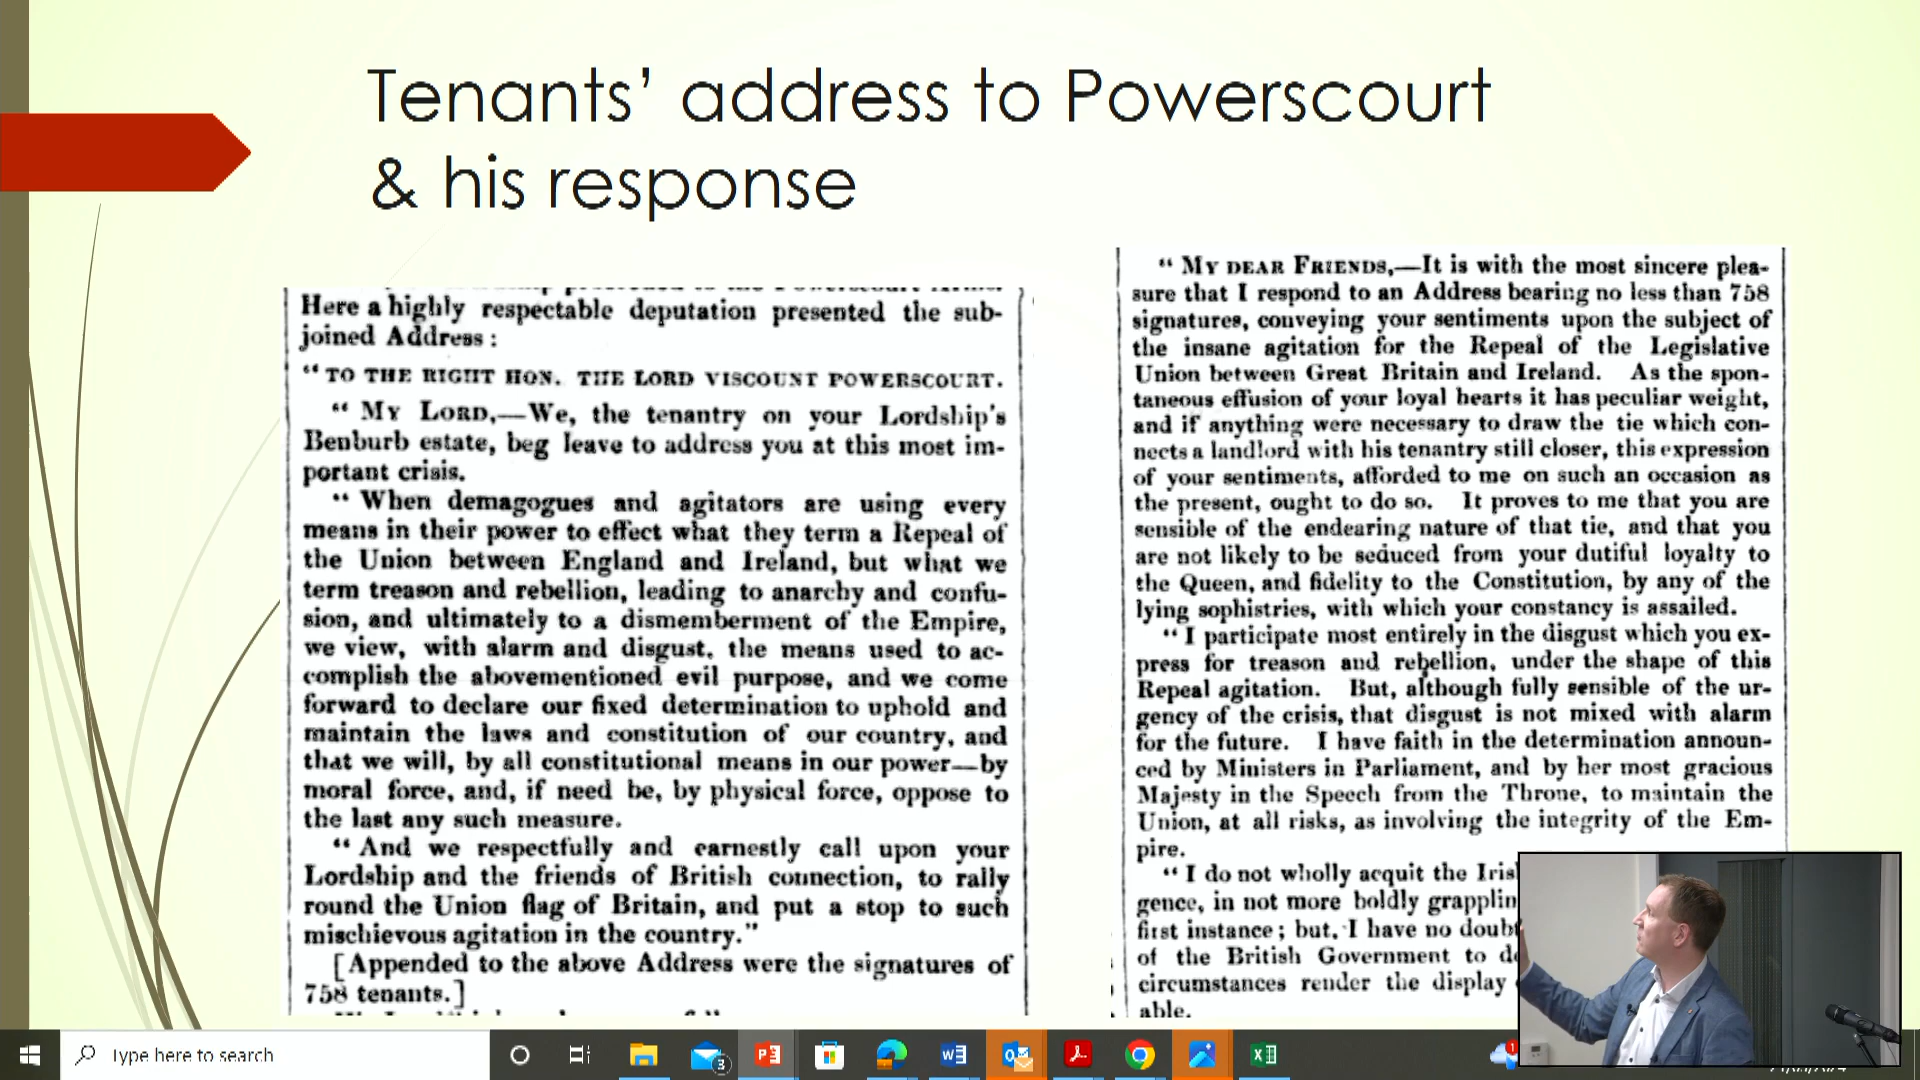 Tenants’ address to Powerscourt
& his response
Here a highly respectable deputation presented the sub-
joined Address :
“ TO THE RIGHT HON. THE LORD VISCOUNT POWERSCOURT.
“ MY LORD,—We, the tenantry on your Lordship's
Benburb estate, beg leave to address you at this most im-
portant crisis.
“ When demagogues and agitators are using every
means in their power to effect what they term a Repeal of
the Union between England and Ireland, but what we
term treason and rebellion, leading to anarchy and confu-
sion, and ultimately to a dismemberment of the Empire,
we view, with alarm and disgust, the means used to ac-
complish the abovementioned evil purpose, and we come
forward to declare our fixed determination to uphold and
maintain the laws and constitution of our country, and
that we will, by all constitutional means in our power—by
moral force, and, if need be, by physical force, oppose to
the last any such measure.
“ And we respectfully and earnestly call upon your
Lordship and the friends of British connection, to rally
round the Union flag of Britain, and put a stop to such
mischievous agitation in the country.”
[Appended to the above Address were the signatures of
758 tenants.]
“ MY DEAR FRIENDS,—It is with the most sincere plea-
sure that I respond to an Address bearing no less than 758
signatures, conveying your sentiments upon the subject of
the insane agitation for the Repeal of the Legislative
Union between Great Britain and Ireland. As the spon-
taneous effusion of your loyal hearts it has peculiar weight,
and if anything were necessary to draw the tie which con-
nects a landlord with his tenantry still closer, this expression
of your sentiments, afforded to me on such an occasion as
the present, ought to do so. It proves to me that you are
sensible of the endearing nature of that tie, and that you
are not likely to be seduced from your dutiful loyalty to
the Queen, and fidelity to the Constitution, by any of the
lying sophistries, with which your constancy is assailed.
“ I participate most entirely in the disgust which you ex-
press for treason and rebellion, under the shape of this
Repeal agitation. But, although fully sensible of the ur-
gency of the crisis, that disgust is not mixed with alarm
for the future. I have faith in the determination announ-
ced by Ministers in Parliament, and by her most gracious
Majesty in the Speech from the Throne, to maintain the
Union, at all risks, as involving the integrity of the Em-
pire.
“ I do not wholly acquit the
gence, in not more boldly
first instance ; but, I have no
of the British Government to
circumstances render the display
able.
Type here to search
3
1